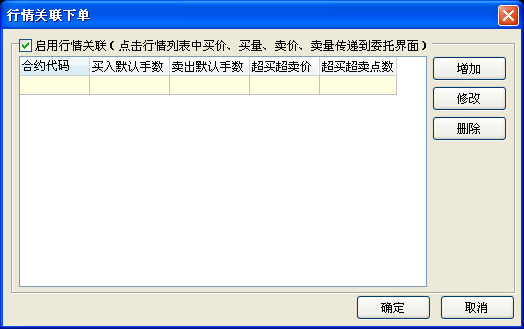 行情关联下单
启用行情关联(点击行情列表中买价、买量、卖价、卖量传递到委托界面)
合约代码 买入默认手数 卖出默认手数 超买超卖价 超买超卖点数
增加
修改
删除
确定 取消